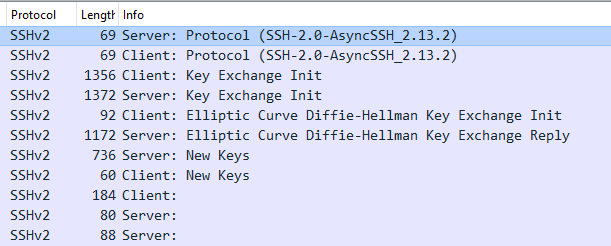 Protocol Length Info
SSHv2 69 Server: Protocol (SSH-2.0-AsyncSSH_2.13.2)
SSHv2 69 Client: Protocol (SSH-2.0-AsyncSSH_2.13.2)
SSHv2 1356 Client: Key Exchange Init
SSHv2 1372 Server: Key Exchange Init
SSHv2 92 Client: Elliptic Curve Diffie-Hellman Key Exchange Init
SSHv2 1172 Server: Elliptic Curve Diffie-Hellman Key Exchange Reply
SSHv2 736 Server: New Keys
SSHv2 60 Client: New Keys
SSHv2 184 Client:
SSHv2 80 Server:
SSHv2 88 Server: